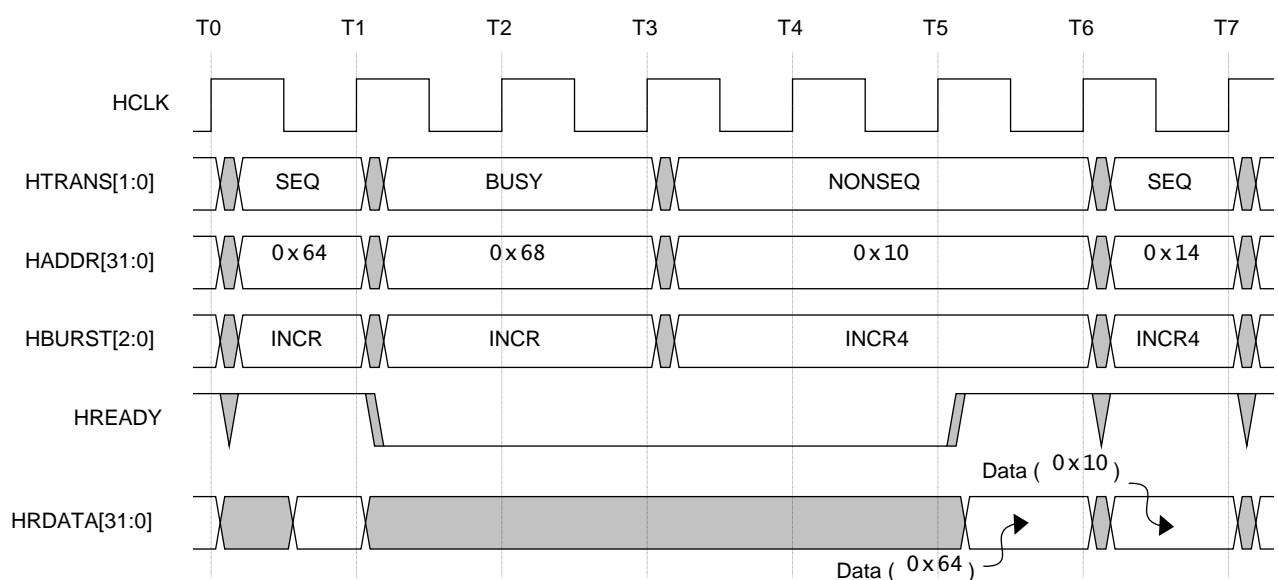 T0 T1 T2 T3 T4 T5 T6 T7
HCLK
HTRANS[1:0] SEQ BUSY NONSEQ SEQ
HADDR[31:0] 0x64 0x68 0x10 0x14
HBURST[2:0] INCR INCR INCR4 INCR4
HREADY
Data ( 0x10 )
HRDATA[31:0]
Data ( 0x64 )